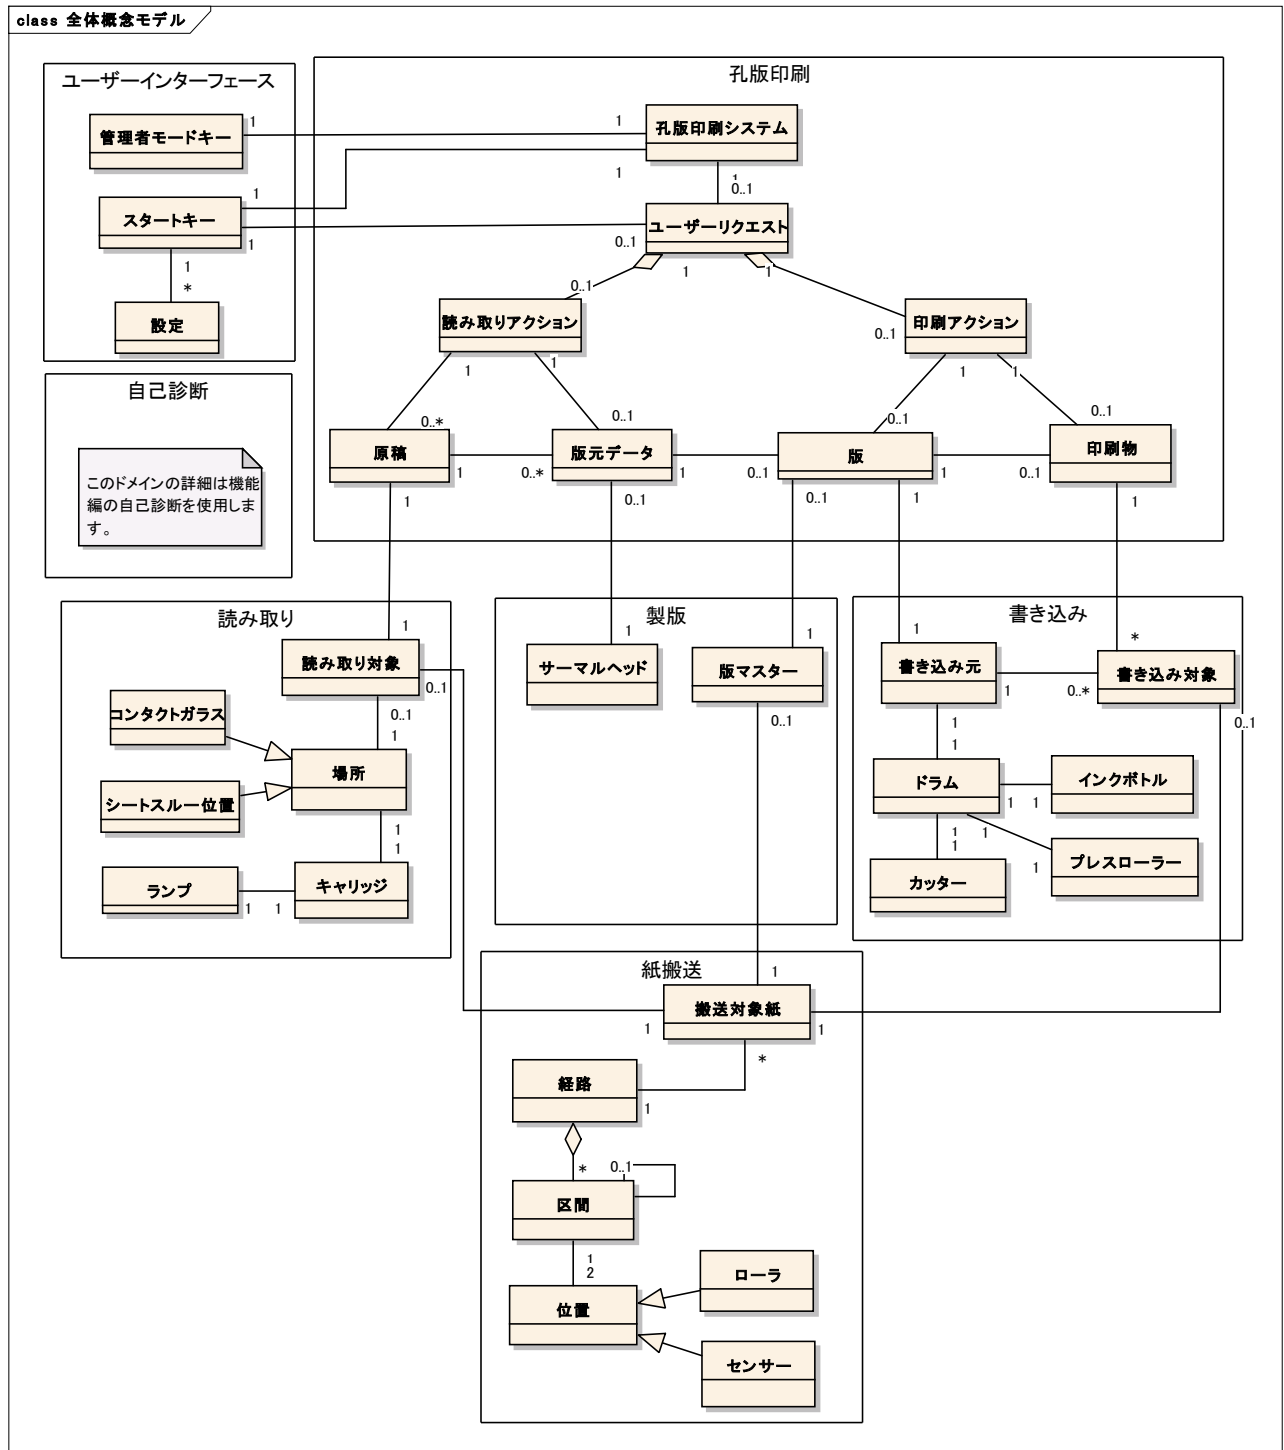 class 全体概念モデル
ユーザーインターフェース
管理者モードキー
1
1
スタートキー
1
1
1
*
設定
孔版印刷
孔版印刷システム
1
1
0..1
ユーザーリクエスト
0..1
1
1
0..1
読み取りアクション
1
1
印刷アクション
0..1
1
1
0..*
0..1
0..1
0..1
原稿
1
0..*
版元データ
1
0..1
版
1
0..1
印刷物
1
0..1
0..1
1
1
自己診断
このドメインの詳細は機能
編の自己診断を使用しま
す。
読み取り
1
読み取り対象
0..1
0..1
1
コンタクトガラス
場所
シートスルー位置
1
1
ランプ
1
1
キャリッジ
製版
1
サーマルヘッド
1
版マスター
0..1
書き込み
1
書き込み元
1
0..*
*
書き込み対象
0..1
1
1
ドラム
1
1
インクボトル
1
1
1
1
カッター
プレスローラー
紙搬送
1
搬送対象紙
1
1
*
経路
1
*
0..1
区間
1
2
位置
ローラ
センサー